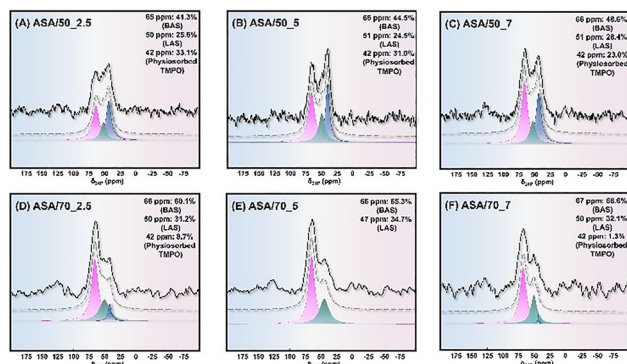 (A) ASA/50_2.5
65 ppm: 41.3%
(BAS)
50 ppm: 25.6%
(LAS)
42 ppm: 33.1%
(Physiosorbed
TMPO)
175 150 125 100 75 50 25 0 -25 -50 -75
(ppm)
(B) ASA/50_5
65 ppm: 44.5%
(BAS)
51 ppm: 24.5%
(LAS)
42 ppm: 31.0%
(Physiosorbed
TMPO)
175 150 125 100 75 50 25 0 -25 -50 -75
(ppm)
(C) ASA/50_7
66 ppm: 48.6%
(BAS)
51 ppm: 28.4%
(LAS)
42 ppm: 23.0%
(Physiosorbed
TMPO)
175 150 125 100 75 50 25 0 -25 -50 -75
(ppm)
(D) ASA/70_2.5
66 ppm: 60.1%
(BAS)
50 ppm: 31.2%
(LAS)
42 ppm: 8.7%
(Physiosorbed
TMPO)
175 150 125 100 75 50 25 0 -25 -50 -75
(E) ASA/70_5
47 ppm: 34.7%
(LAS)
175 150 125 100 75 50 25 0 -25 -50 -75
(F) ASA/70_7
67 ppm: 66.6%
(BAS)
50 ppm: 32.1%
(LAS)
42 ppm: 1.3%
(Physiosorbed
TMPO)
175 150 125 100 75 50 25 0 -25 -50 -75